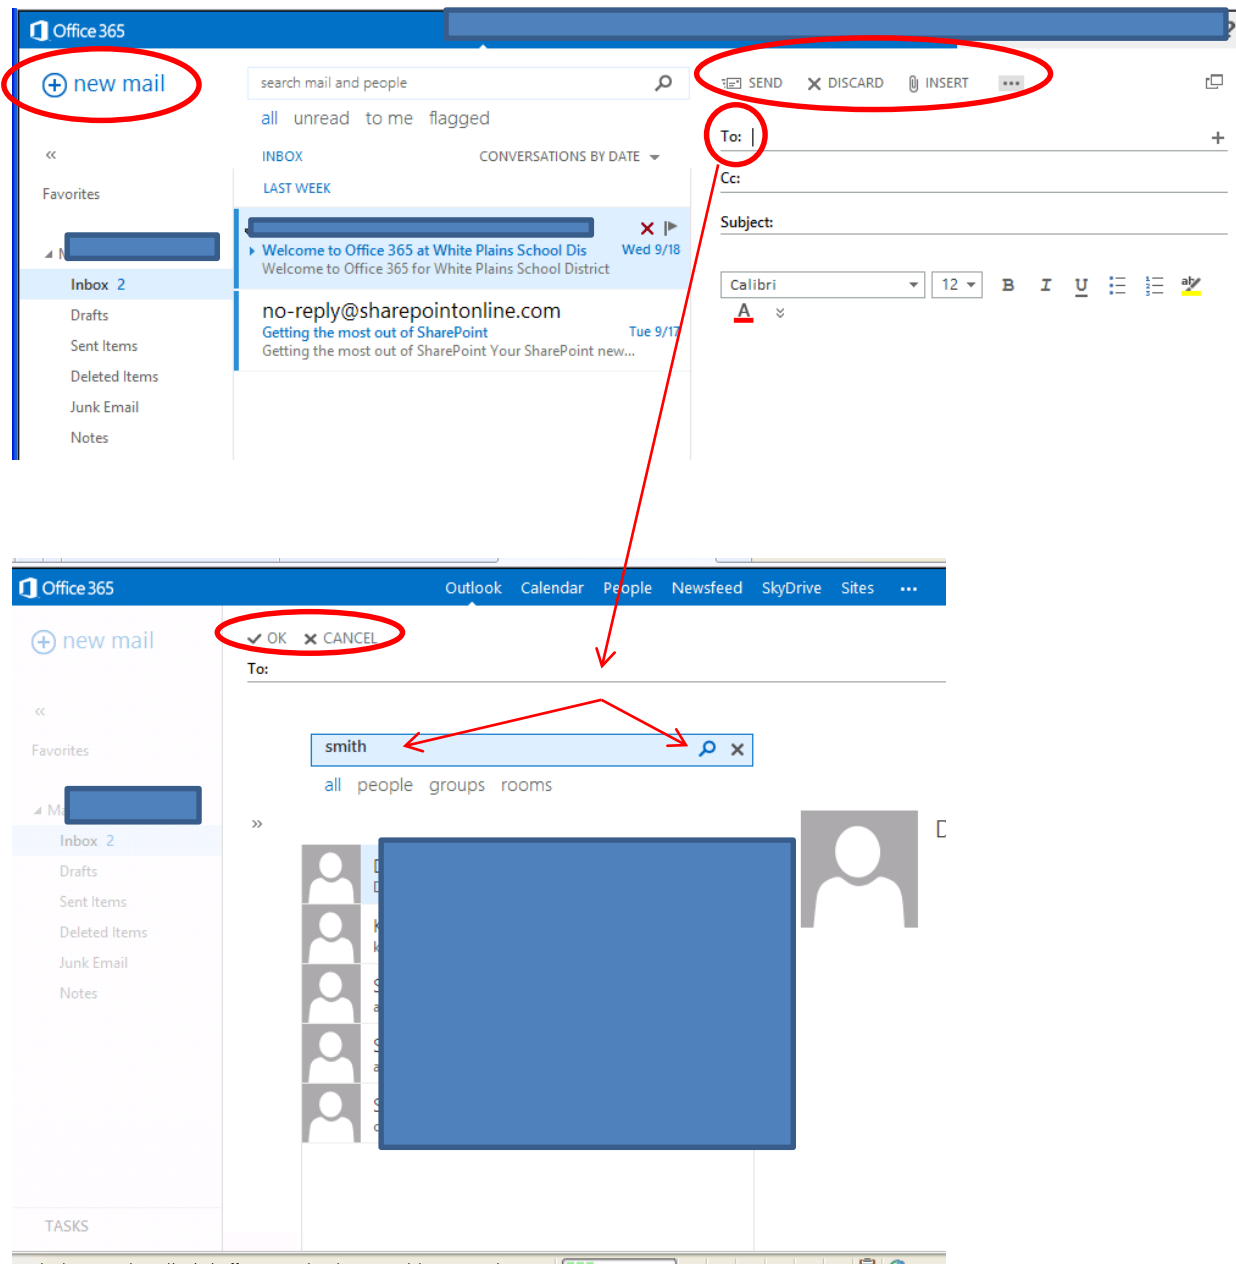 Office 365
new mail
search mail and people
SEND DISCARD INSERT
all unread to me flagged
To:
INBOX CONVERSATIONS BY DATE
Cc:
Favorites
LAST WEEK
Subject:
Welcome to Office 365 at White Plains School Dis Wed 9/18
Welcome to Office 365 for White Plains School District
Inbox 2
Calibri 12 B I U
Drafts
no-reply@sharepointonline.com
Getting the most out of SharePoint Tue 9/17
Getting the most out of SharePoint Your SharePoint new...
Sent Items
Deleted Items
Junk Email
Notes
Office 365 Outlook Calendar People Newsfeed SkyDrive Sites
new mail
OK CANCEL
To:
Favorites
smith
all people groups rooms
Inbox 2
Drafts
Sent Items
Deleted Items
Junk Email
Notes
TASKS